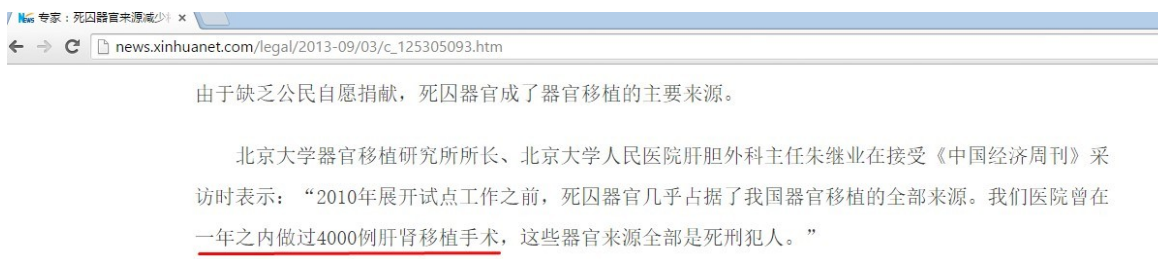 News 专家：死囚器官来源减少
news.xinhuanet.com/legal/2013-09/03/c_125305093.htm
由于缺乏公民自愿捐献，死囚器官成了器官移植的主要来源。
北京大学器官移植研究所所长、北京大学人民医院肝胆外科主任朱继业在接受《中国经济周刊》采
访时表示：“2010年展开试点工作之前，死囚器官几乎占据了我国器官移植的全部来源。我们医院曾在
一年之内做过4000例肝肾移植手术，这些器官来源全部是死刑犯人。”